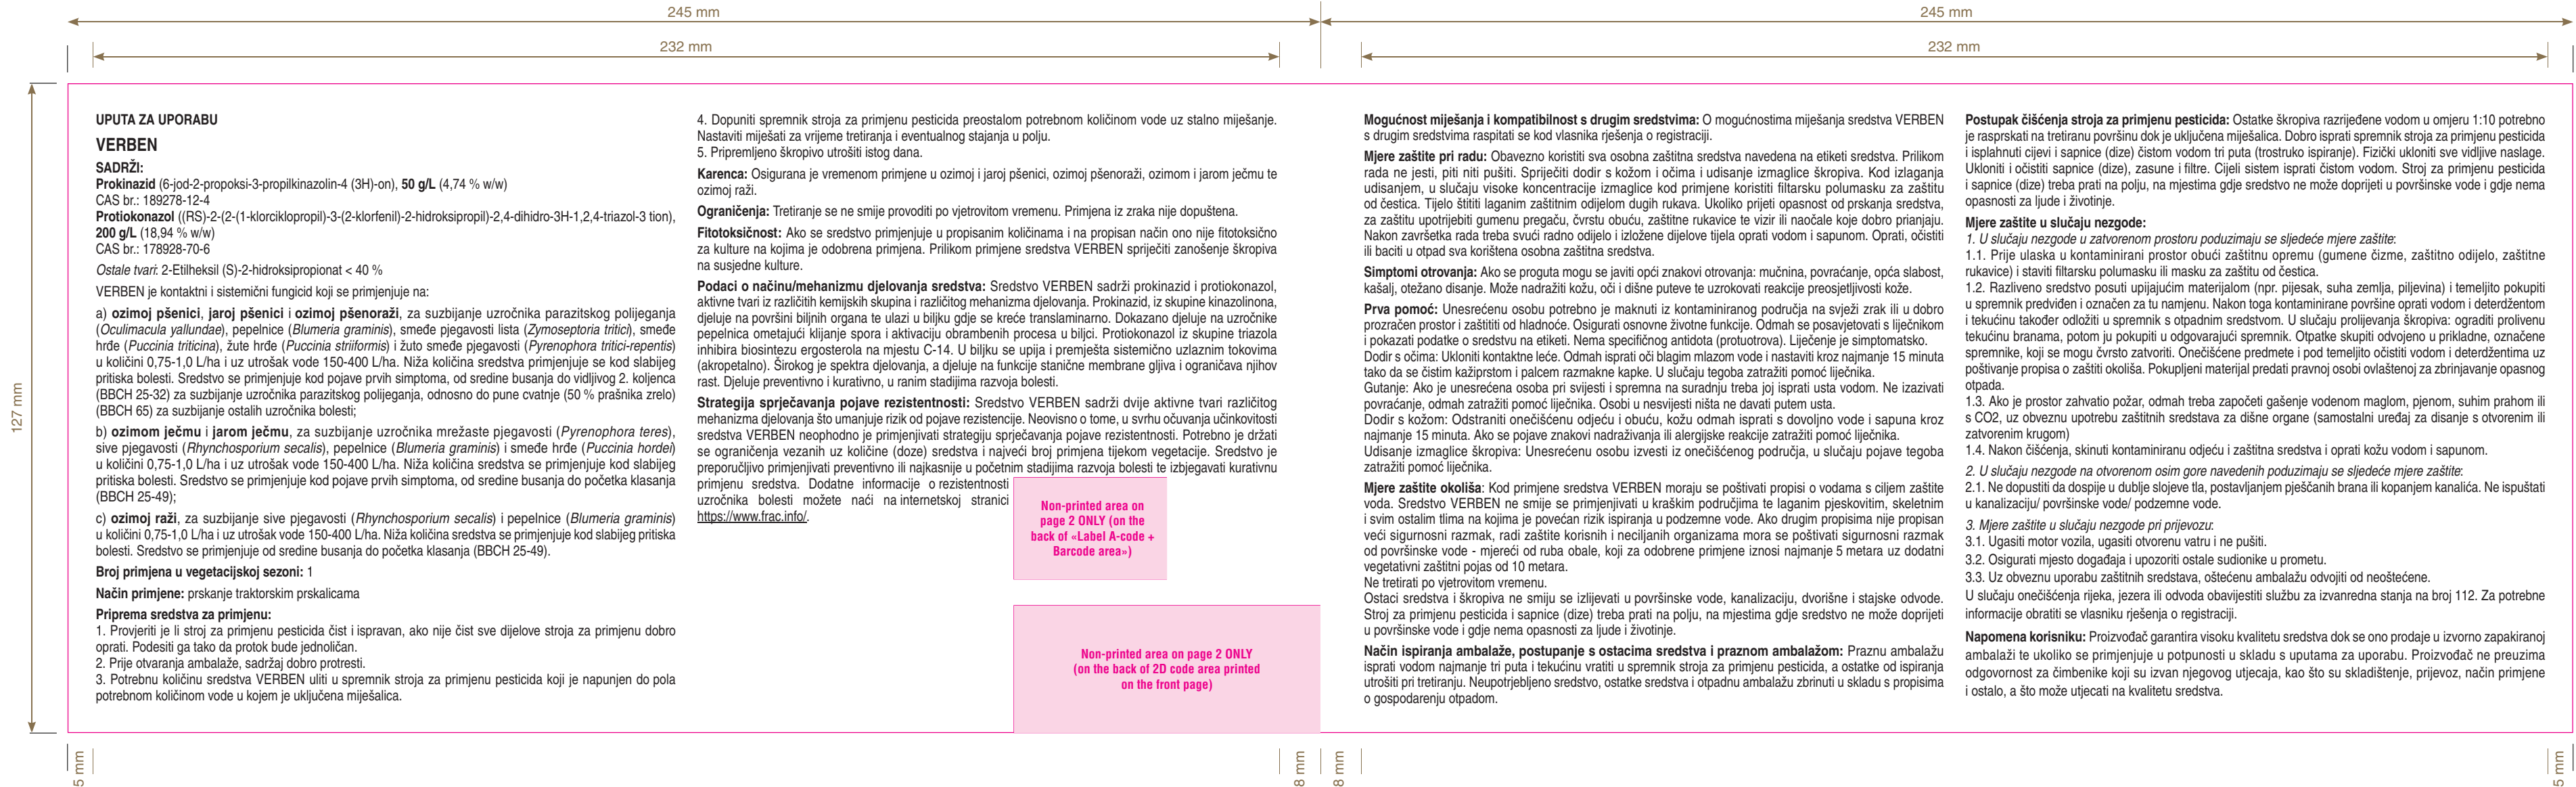 245 mm
245 mm
232 mm
232 mm
127 mm
UPUTA ZA UPORABU
VERBEN
SADRŽI:
Prokinazid (6-jod-2-propoksi-3-propilkinazolin-4 (3H)-on), 50 g/L (4,74 % w/w)
CAS br.: 189278-12-4
Protiokonazol ((RS)-2-(2-(1-klorciklopropil)-3-(2-klorfenil)-2-hidroksipropil)-2,4-dihidro-3H-1,2,4-triazol-3 tion),
200 g/L (18,94 % w/w)
CAS br.: 178928-70-6
Ostale tvari: 2-Etilheksil (S)-2-hidroksipropionat < 40 %
VERBEN je kontaktni i sistemični fungicid koji se primjenjuje na:
a) ozimoj pšenici, jaroj pšenici i ozimoj pšenoraži, za suzbijanje uzročnika parazitskog polijeganja
(Oculimacula yallundae), pepelnice (Blumeria graminis), smeđe pjegavosti lista (Zymoseptoria tritici), smeđe
hrđe (Puccinia triticina), žute hrđe (Puccinia striiformis) i žuto smeđe pjegavosti (Pyrenophora tritici-repentis)
u količini 0,75-1,0 L/ha i uz utrošak vode 150-400 L/ha. Niža količina sredstva primjenjuje se kod slabijeg
pritiska bolesti. Sredstvo se primjenjuje kod pojave prvih simptoma, od sredine busanja do vidljivog 2. koljenca
(BBCH 25-32) za suzbijanje uzročnika parazitskog polijeganja, odnosno do pune cvatnje (50 % prašnika zrelo)
(BBCH 65) za suzbijanje ostalih uzročnika bolesti;
b) ozimom ječmu i jarom ječmu, za suzbijanje uzročnika mrežaste pjegavosti (Pyrenophora teres),
sive pjegavosti (Rhynchosporium secalis), pepelnice (Blumeria graminis) i smeđe hrđe (Puccinia hordei)
u količini 0,75-1,0 L/ha i uz utrošak vode 150-400 L/ha. Niža količina sredstva se primjenjuje kod slabijeg
pritiska bolesti. Sredstvo se primjenjuje kod pojave prvih simptoma, od sredine busanja do početka klasanja
(BBCH 25-49);
c) ozimoj raži, za suzbijanje sive pjegavosti (Rhynchosporium secalis) i pepelnice (Blumeria graminis)
u količini 0,75-1,0 L/ha i uz utrošak vode 150-400 L/ha. Niža količina sredstva se primjenjuje kod slabijeg pritiska
bolesti. Sredstvo se primjenjuje od sredine busanja do početka klasanja (BBCH 25-49).
Broj primjena u vegetacijskoj sezoni: 1
Način primjene: prskanje traktorskim prskalicama
Priprema sredstva za primjenu:
1. Provjeriti je li stroj za primjenu pesticida čist i ispravan, ako nije čist sve dijelove stroja za primjenu dobro
oprati. Podesiti ga tako da protok bude jednoličan.
2. Prije otvaranja ambalaže, sadržaj dobro protresti.
3. Potrebnu količinu sredstva VERBEN uliti u spremnik stroja za primjenu pesticida koji je napunjen do pola
potrebnom količinom vode u kojem je uključena miješalica.
4. Dopuniti spremnik stroja za primjenu pesticida preostalom potrebnom količinom vode uz stalno miješanje.
Nastaviti miješati za vrijeme tretiranja i eventualnog stajanja u polju.
5. Pripremljeno škropivo utrošiti istog dana.
Karenca: Osigurana je vremenom primjene u ozimoj i jaroj pšenici, ozimoj pšenoraži, ozimom i jarom ječmu te
ozimoj raži.
Ograničenja: Tretiranje se ne smije provoditi po vjetrovitom vremenu. Primjena iz zraka nije dopuštena.
Fitotoksičnost: Ako se sredstvo primjenjuje u propisanim količinama i na propisan način ono nije fitotoksično
za kulture na kojima je odobrena primjena. Prilikom primjene sredstva VERBEN spriječiti zanošenje škropiva
na susjedne kulture.
Podaci o načinu/mehanizmu djelovanja sredstva: Sredstvo VERBEN sadrži prokinazid i protiokonazol,
aktivne tvari iz različitih kemijskih skupina i različitog mehanizma djelovanja. Prokinazid, iz skupine kinazolinona,
djeluje na površini biljnih organa te ulazi u biljku gdje se kreće translaminarno. Dokazano djeluje na uzročnike
pepelnica ometajući klijanje spora i aktivaciju obrambenih procesa u biljci. Protiokonazol iz skupine triazola
inhibira biosintezu ergosterola na mjestu C-14. U biljku se upija i premješta sistemično uzlaznim tokovima
(akropetalno). Širokog je spektra djelovanja, a djeluje na funkcije stanične membrane gljiva i ograničava njihov
rast. Djeluje preventivno i kurativno, u ranim stadijima razvoja bolesti.
Strategija sprječavanja pojave rezistentnosti: Sredstvo VERBEN sadrži dvije aktivne tvari različitog
mehanizma djelovanja što umanjuje rizik od pojave rezistencije. Neovisno o tome, u svrhu očuvanja učinkovitosti
sredstva VERBEN neophodno je primjenjivati strategiju sprječavanja pojave rezistentnosti. Potrebno je držati
se ograničenja vezanih uz količine (doze) sredstva i najveći broj primjena tijekom vegetacije. Sredstvo je
preporučljivo primjenjivati preventivno ili najkasnije u početnim stadijima razvoja bolesti te izbjegavati kurativnu
primjenu sredstva. Dodatne informacije o rezistentnosti
uzročnika bolesti možete naći na internetskoj stranici
https://www.frac.info/.
Non-printed area on
page 2 ONLY (on the
back of «Label A-code +
Barcode area»)
Non-printed area on page 2 ONLY
(on the back of 2D code area printed
on the front page)
Mogućnost miješanja i kompatibilnost s drugim sredstvima: O mogućnostima miješanja sredstva VERBEN
s drugim sredstvima raspitati se kod vlasnika rješenja o registraciji.
Mjere zaštite pri radu: Obavezno koristiti sva osobna zaštitna sredstva navedena na etiketi sredstva. Prilikom
rada ne jesti, piti niti pušiti. Spriječiti dodir s kožom i očima i udisanje izmaglice škropiva. Kod izlaganja
udisanjem, u slučaju visoke koncentracije izmaglice kod primjene koristiti filtarsku polumasku za zaštitu
od čestica. Tijelo štititi laganim zaštitnim odijelom dugih rukava. Ukoliko prijeti opasnost od prskanja sredstva,
za zaštitu upotrijebiti gumenu pregaču, čvrstu obuću, zaštitne rukavice te vizir ili naočale koje dobro prianjaju.
Nakon završetka rada treba svući radno odijelo i izložene dijelove tijela oprati vodom i sapunom. Oprati, očistiti
ili baciti u otpad sva korištena osobna zaštitna sredstva.
Simptomi otrovanja: Ako se proguta mogu se javiti opći znakovi otrovanja: mučnina, povraćanje, opća slabost,
kašalj, otežano disanje. Može nadražiti kožu, oči i dišne puteve te uzrokovati reakcije preosjetljivosti kože.
Prva pomoć: Unesrećenu osobu potrebno je maknuti iz kontaminiranog područja na svježi zrak ili u dobro
prozračen prostor i zaštititi od hladnoće. Osigurati osnovne životne funkcije. Odmah se posavjetovati s liječnikom
i pokazati podatke o sredstvu na etiketi. Nema specifičnog antidota (protuotrova). Liječenje je simptomatsko.
Dodir s očima: Ukloniti kontaktne leće. Odmah isprati oči blagim mlazom vode i nastaviti kroz najmanje 15 minuta
tako da se čistim kažiprstom i palcem razmakne kapke. U slučaju tegoba zatražiti pomoć liječnika.
Gutanje: Ako je unesrećena osoba pri svijesti i spremna na suradnju treba joj isprati usta vodom. Ne izazivati
povraćanje, odmah zatražiti pomoć liječnika. Osobi u nesvijesti ništa ne davati putem usta.
Dodir s kožom: Odstraniti onečišćenu odjeću i obuću, kožu odmah isprati s dovoljno vode i sapuna kroz
najmanje 15 minuta. Ako se pojave znakovi nadraživanja ili alergijske reakcije zatražiti pomoć liječnika.
Udisanje izmaglice škropiva: Unesrećenu osobu izvesti iz onečišćenog područja, u slučaju pojave tegoba
zatražiti pomoć liječnika.
Mjere zaštite okoliša: Kod primjene sredstva VERBEN moraju se poštivati propisi o vodama s ciljem zaštite
voda. Sredstvo VERBEN ne smije se primjenjivati u kraškim područjima te laganim pjeskovitim, skeletnim
i svim ostalim tlima na kojima je povećan rizik ispiranja u podzemne vode. Ako drugim propisima nije propisan
veći sigurnosni razmak, radi zaštite korisnih i neciljanih organizama mora se poštivati sigurnosni razmak
od površinske vode - mjereći od ruba obale, koji za odobrene primjene iznosi najmanje 5 metara uz dodatni
vegetativni zaštitni pojas od 10 metara.
Ne tretirati po vjetrovitom vremenu.
Ostaci sredstva i škropiva ne smiju se izlijevati u površinske vode, kanalizaciju, dvorišne i stajske odvode.
Stroj za primjenu pesticida i sapnice (dize) treba prati na polju, na mjestima gdje sredstvo ne može doprijeti
u površinske vode i gdje nema opasnosti za ljude i životinje.
Način ispiranja ambalaže, postupanje s ostacima sredstva i praznom ambalažom: Praznu ambalažu
isprati vodom najmanje tri puta i tekućinu vratiti u spremnik stroja za primjenu pesticida, a ostatke od ispiranja
utrošiti pri tretiranju. Neupotrjebljeno sredstvo, ostatke sredstva i otpadnu ambalažu zbrinuti u skladu s propisima
o gospodarenju otpadom.
Postupak čišćenja stroja za primjenu pesticida: Ostatke škropiva razrijeđene vodom u omjeru 1:10 potrebno
je rasprskati na tretiranu površinu dok je uključena miješalica. Dobro isprati spremnik stroja za primjenu pesticida
i isplahnuti cijevi i sapnice (dize) čistom vodom tri puta (trostruko ispiranje). Fizički ukloniti sve vidljive naslage.
Ukloniti i očistiti sapnice (dize), zasune i filtre. Cijeli sistem isprati čistom vodom. Stroj za primjenu pesticida
i sapnice (dize) treba prati na polju, na mjestima gdje sredstvo ne može doprijeti u površinske vode i gdje nema
opasnosti za ljude i životinje.
Mjere zaštite u slučaju nezgode:
1. U slučaju nezgode u zatvorenom prostoru poduzimaju se sljedeće mjere zaštite:
1.1. Prije ulaska u kontaminirani prostor obući zaštitnu opremu (gumene čizme, zaštitno odijelo, zaštitne
rukavice) i staviti filtarsku polumasku ili masku za zaštitu od čestica.
1.2. Razliveno sredstvo posuti upijajućim materijalom (npr. pijesak, suha zemlja, piljevina) i temeljito pokupiti
u spremnik predviđen i označen za tu namjenu. Nakon toga kontaminirane površine oprati vodom i deterdžentom
i tekućinu također odložiti u spremnik s otpadnim sredstvom. U slučaju prolijevanja škropiva: ograditi prolivenu
tekućinu branama, potom ju pokupiti u odgovarajući spremnik. Otpatke skupiti odvojeno u prikladne, označene
spremnike, koji se mogu čvrsto zatvoriti. Onečišćene predmete i pod temeljito očistiti vodom i deterdžentima uz
poštivanje propisa o zaštiti okoliša. Pokupljeni materijal predati pravnoj osobi ovlaštenoj za zbrinjavanje opasnog
otpada.
1.3. Ako je prostor zahvatio požar, odmah treba započeti gašenje vodenom maglom, pjenom, suhim prahom ili
s CO2, uz obveznu upotrebu zaštitnih sredstava za dišne organe (samostalni uređaj za disanje s otvorenim ili
zatvorenim krugom)
1.4. Nakon čišćenja, skinuti kontaminiranu odjeću i zaštitna sredstva i oprati kožu vodom i sapunom.
2. U slučaju nezgode na otvorenom osim gore navedenih poduzimaju se sljedeće mjere zaštite:
2.1. Ne dopustiti da dospije u dublje slojeve tla, postavljanjem pješčanih brana ili kopanjem kanalića. Ne ispuštati
u kanalizaciju/ površinske vode/ podzemne vode.
3. Mjere zaštite u slučaju nezgode pri prijevozu:
3.1. Ugasiti motor vozila, ugasiti otvorenu vatru i ne pušiti.
3.2. Osigurati mjesto događaja i upozoriti ostale sudionike u prometu.
3.3. Uz obveznu uporabu zaštitnih sredstava, oštećenu ambalažu odvojiti od neoštećene.
U slučaju onečišćenja rijeka, jezera ili odvoda obavijestiti službu za izvanredna stanja na broj 112. Za potrebne
informacije obratiti se vlasniku rješenja o registraciji.
Napomena korisniku: Proizvođač garantira visoku kvalitetu sredstva dok se ono prodaje u izvorno zapakiranoj
ambalaži te ukoliko se primjenjuje u potpunosti u skladu s uputama za uporabu. Proizvođač ne preuzima
odgovornost za čimbenike koji su izvan njegovog utjecaja, kao što su skladištenje, prijevoz, način primjene
i ostalo, a što može utjecati na kvalitetu sredstva.
5 mm
8 mm
8 mm
5 mm